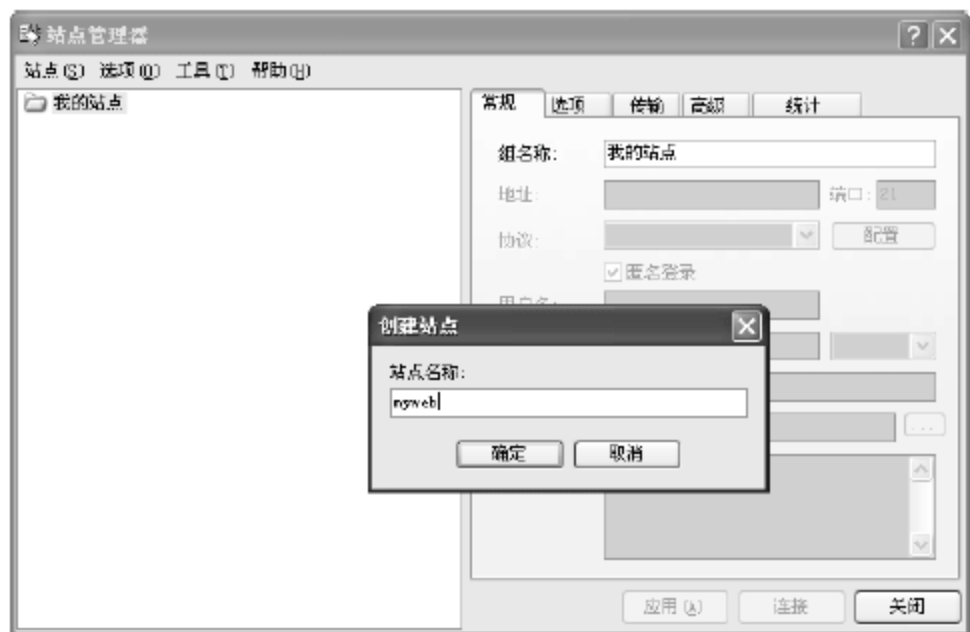 站点管理器
站点(S) 选项(O) 工具(T) 帮助(H)
我的站点
常规 选项 传输 高级 统计
组名称: 我的站点
地址: 端口: 21
协议: 配置
匿名登录
用户名:
创建站点
站点名称:
myweb
确定 取消
...
应用(A) 连接 关闭